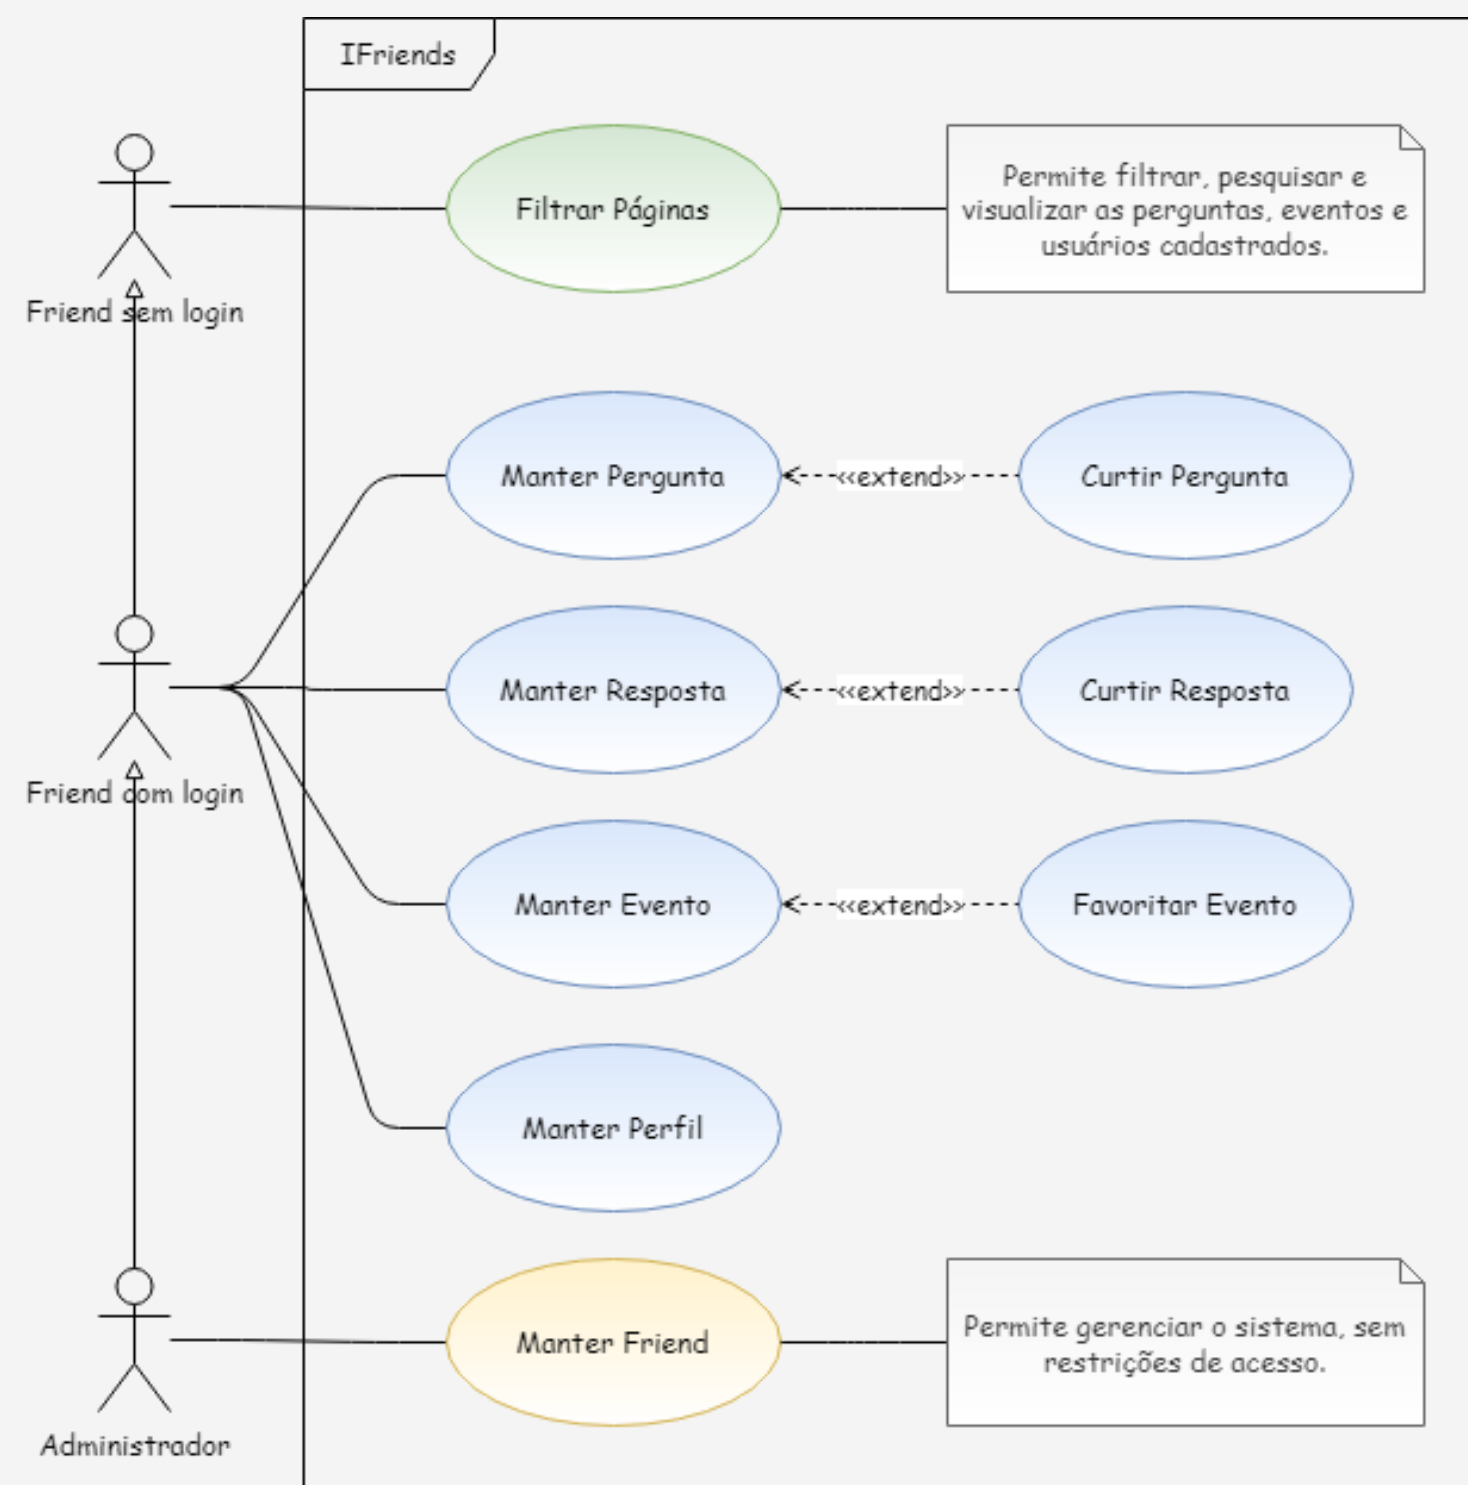 IFriends
Filtrar Páginas
Permite filtrar, pesquisar e
visualizar as perguntas, eventos e
usuários cadastrados.
Friend sem login
Manter Pergunta
<<extend>>
Curtir Pergunta
Manter Resposta
<<extend>>
Curtir Resposta
Friend com login
Manter Evento
<<extend>>
Favoritar Evento
Manter Perfil
Manter Friend
Permite gerenciar o sistema, sem
restrições de acesso.
Administrador